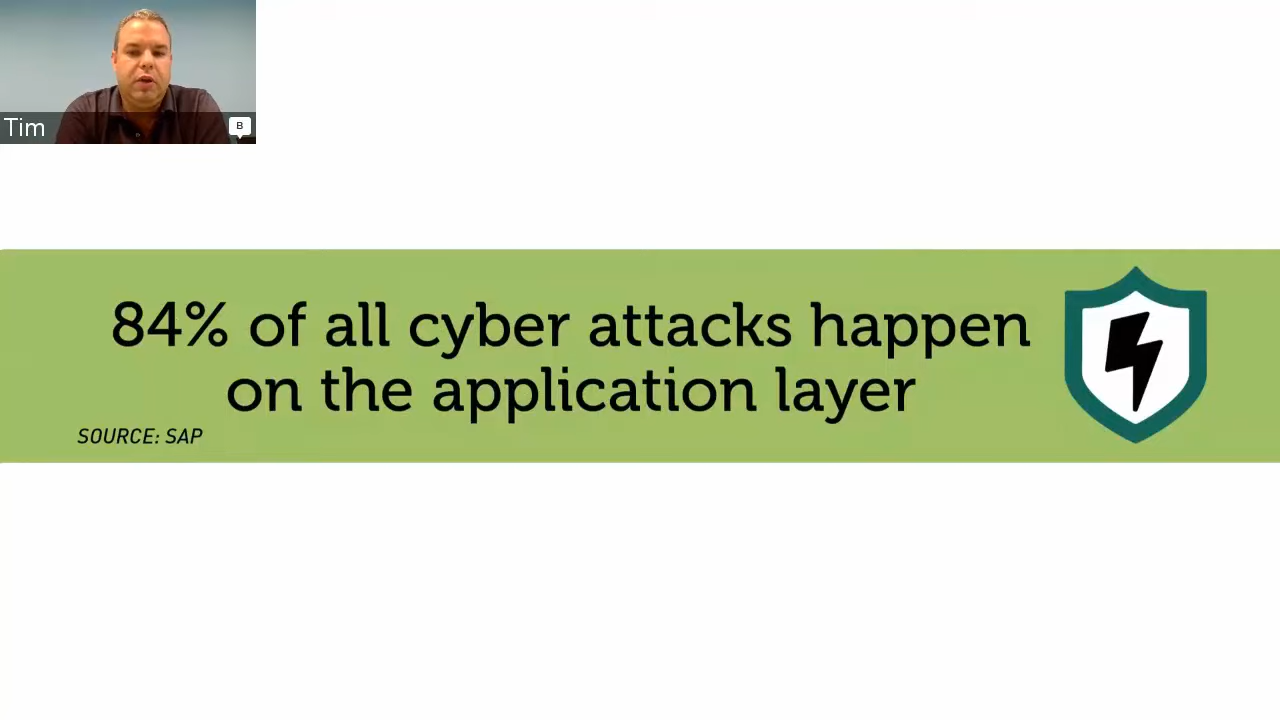 Tim
B
84% of all cyber attacks happen
on the application layer
SOURCE: SAP